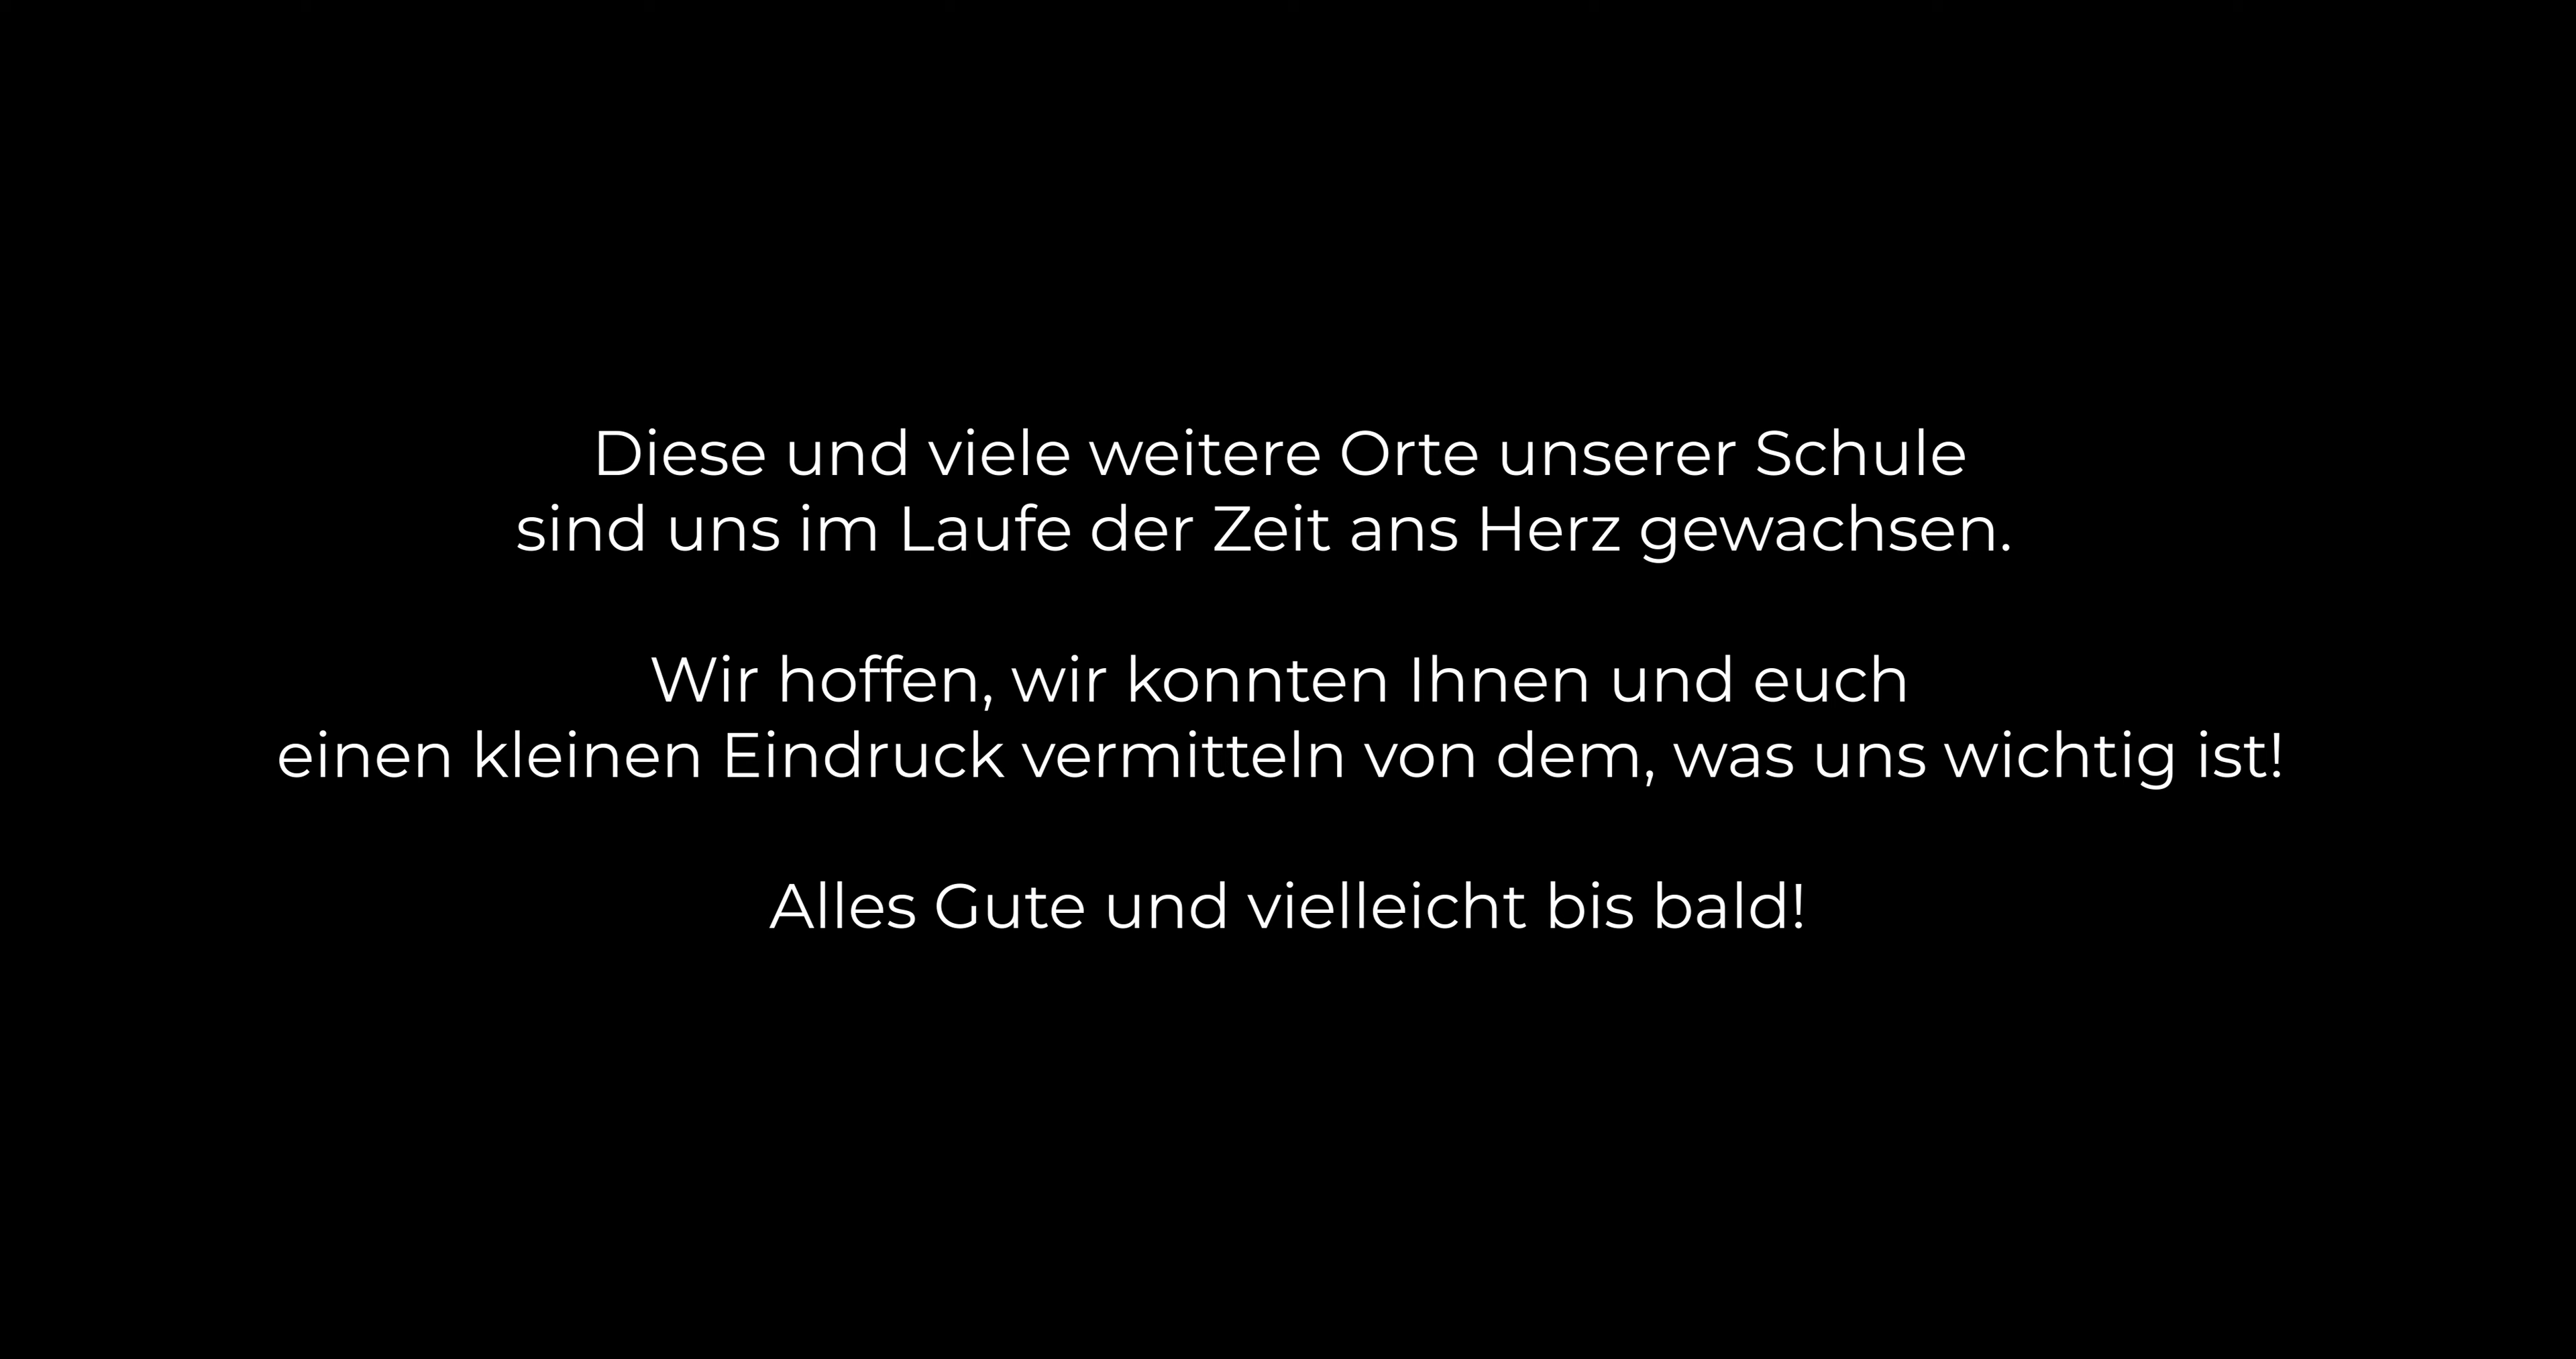 Diese und viele weitere Orte unserer Schule
sind uns im Laufe der Zeit ans Herz gewachsen.
Wir hoffen, wir konnten Ihnen und euch
einen kleinen Eindruck vermitteln von dem, was uns wichtig ist!
Alles Gute und vielleicht bis bald!